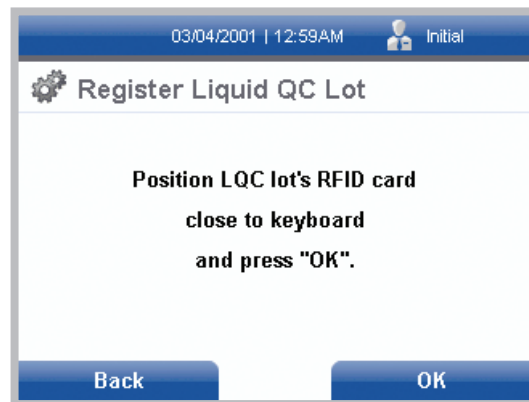 03/04/2001 | 12:59AM Initial
Register Liquid QC Lot
Position LQC lot's RFID card
close to keyboard
and press "OK".
Back OK